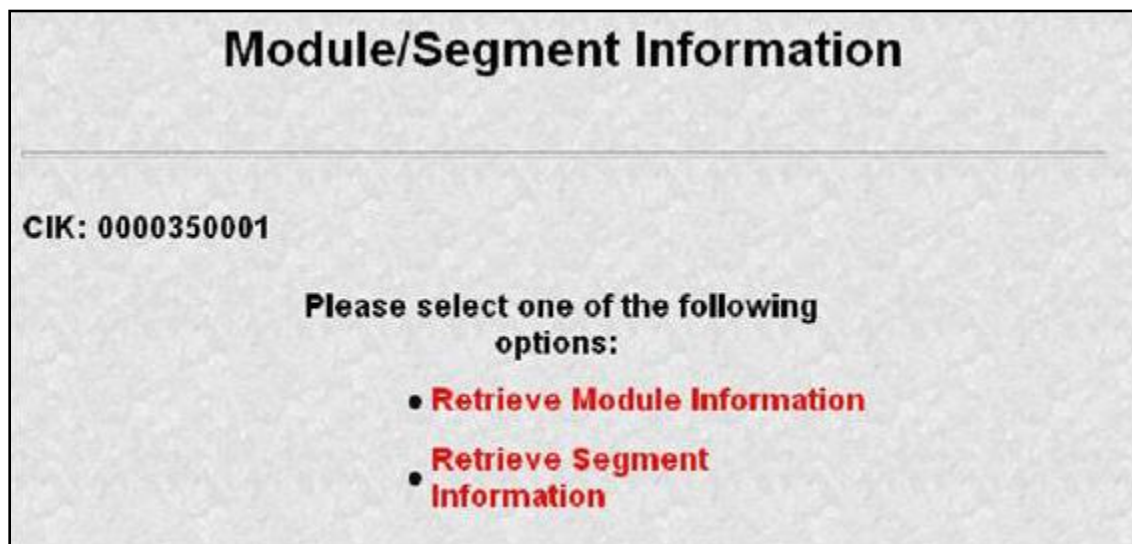 Module/Segment Information
CIK: 0000350001
Please select one of the following
options:
Retrieve Module Information
Retrieve Segment
Information